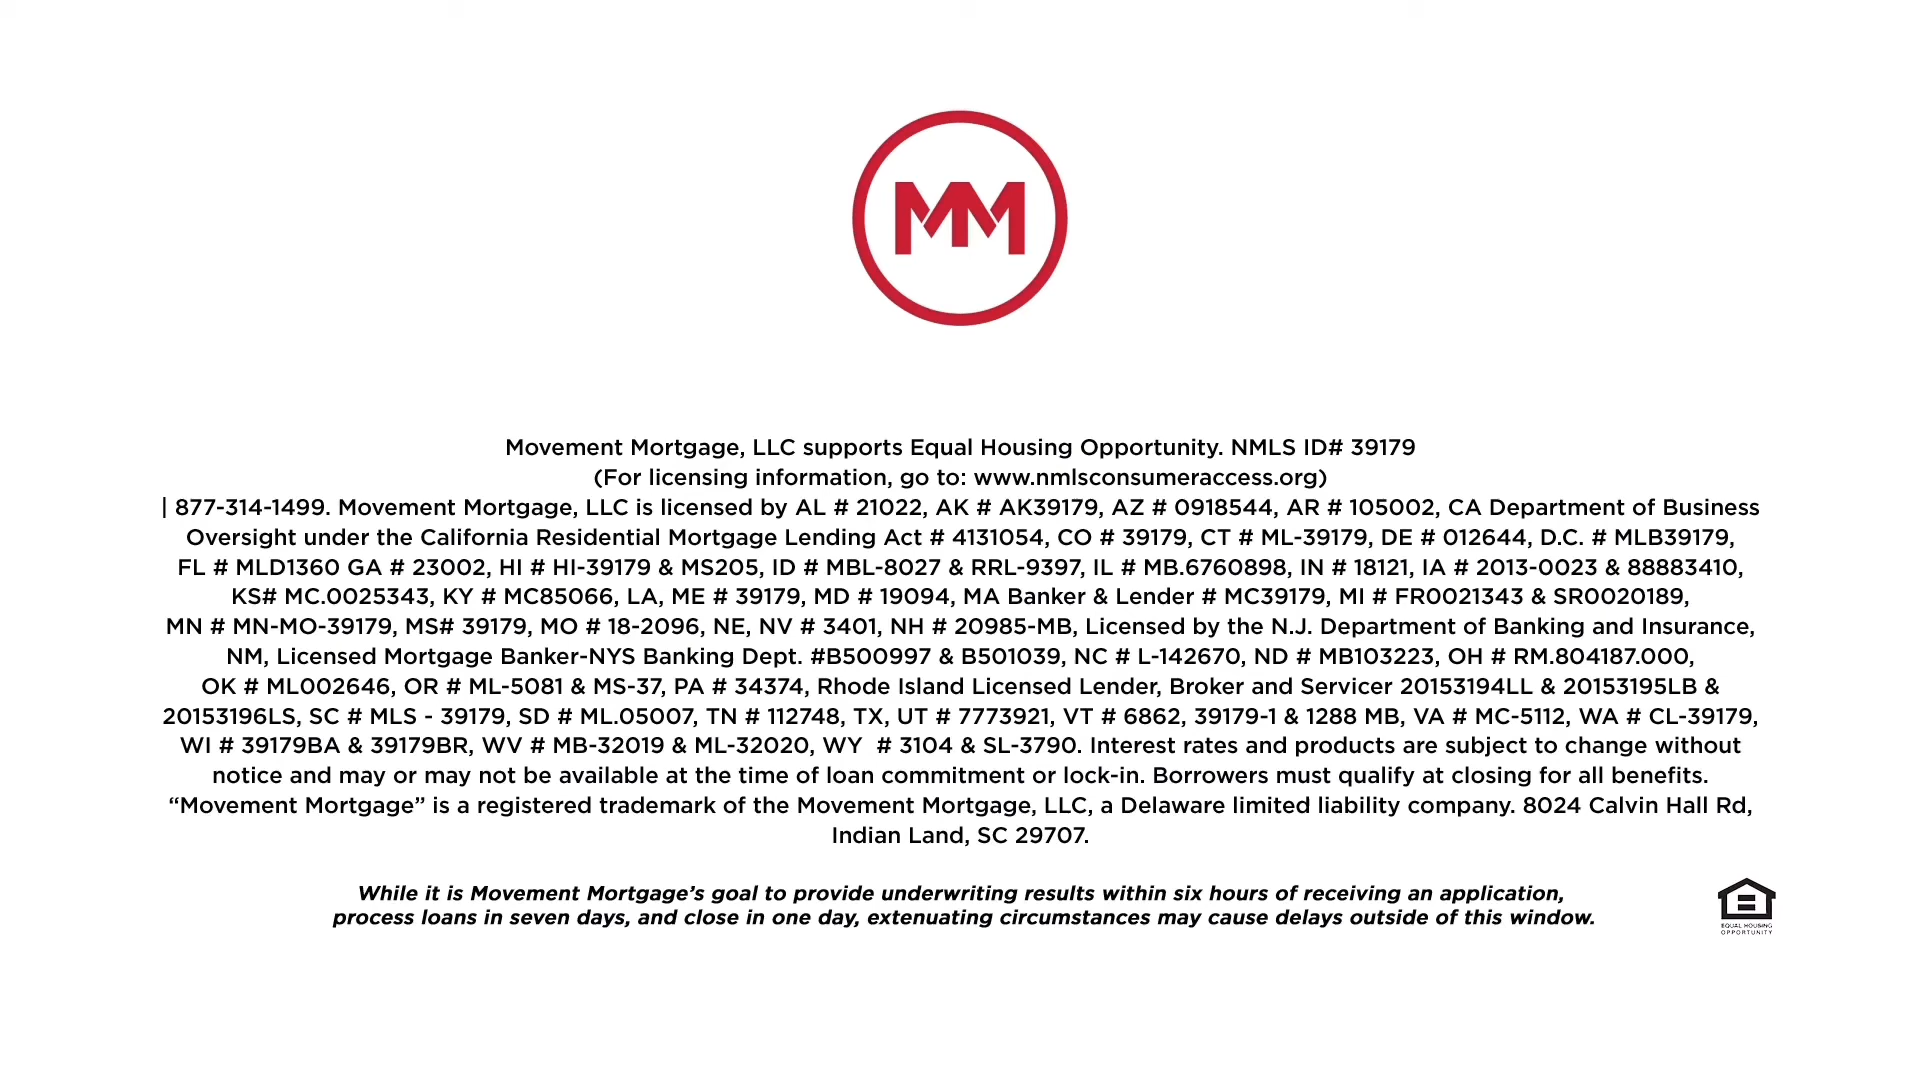 MM
Movement Mortgage, LLC supports Equal Housing Opportunity. NMLS ID# 39179
(For licensing information, go to: www.nmlsconsumeraccess.org)
| 877-314-1499. Movement Mortgage, LLC is licensed by AL # 21022, AK # AK39179, AZ # 0918544, AR # 105002, CA Department of Business
Oversight under the California Residential Mortgage Lending Act # 4131054, CO # 39179, CT # ML-39179, DE # 012644, D.C. # MLB39179,
FL # MLD1360 GA # 23002, HI # HI-39179 & MS205, ID # MBL-8027 & RRL-9397, IL # MB.6760898, IN # 18121, IA # 2013-0023 & 88883410,
KS# MC.0025343, KY # MC85066, LA, ME # 39179, MD # 19094, MA Banker & Lender # MC39179, MI # FR0021343 & SR0020189,
MN # MN-MO-39179, MS# 39179, MO # 18-2096, NE, NV # 3401, NH # 20985-MB, Licensed by the N.J. Department of Banking and Insurance,
NM, Licensed Mortgage Banker-NYS Banking Dept. #B500997 & B501039, NC # L-142670, ND # MB103223, OH # RM.804187.000,
OK # ML002646, OR # ML-5081 & MS-37, PA # 34374, Rhode Island Licensed Lender, Broker and Servicer 20153194LL & 20153195LB &
20153196LS, SC # MLS - 39179, SD # ML.05007, TN # 112748, TX, UT # 7773921, VT # 6862, 39179-1 & 1288 MB, VA # MC-5112, WA # CL-39179,
WI # 39179BA & 39179BR, WV # MB-32019 & ML-32020, WY  # 3104 & SL-3790. Interest rates and products are subject to change without
notice and may or may not be available at the time of loan commitment or lock-in. Borrowers must qualify at closing for all benefits.
“Movement Mortgage” is a registered trademark of the Movement Mortgage, LLC, a Delaware limited liability company. 8024 Calvin Hall Rd,
Indian Land, SC 29707.
While it is Movement Mortgage’s goal to provide underwriting results within six hours of receiving an application,
process loans in seven days, and close in one day, extenuating circumstances may cause delays outside of this window.
EQUAL HOUSING
OPPORTUNITY